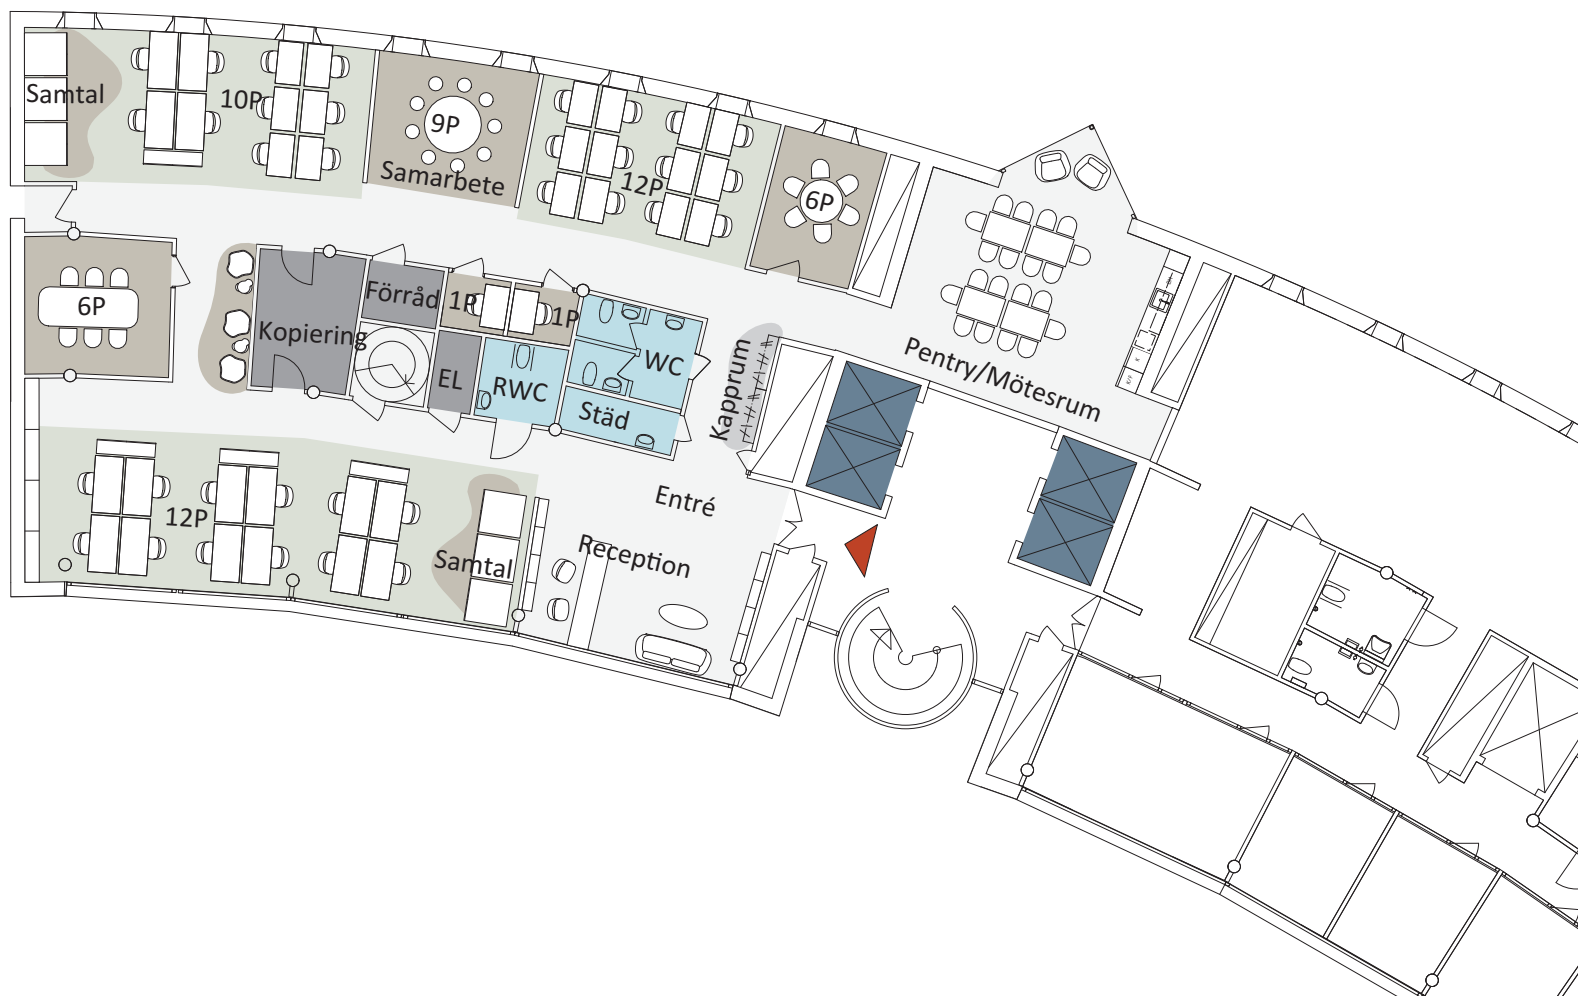 Samtal
10P
9P
Samarbete
12P
6P
6P
Kopiering
Förråd
1P
1P
EL
RWC
WC
Städ
Kapprum
Pentry/Mötesrum
12P
Samtal
Entré
Reception